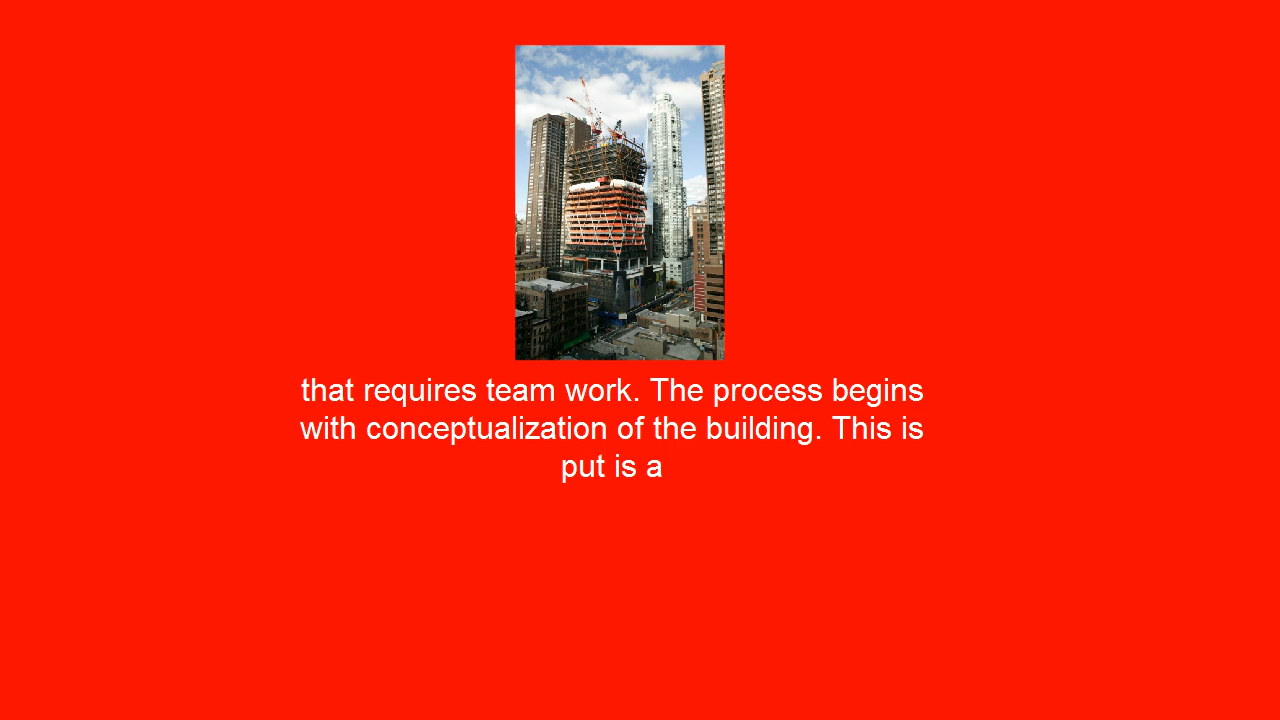 that requires team work. The process begins
with conceptualization of the building. This is
put is a